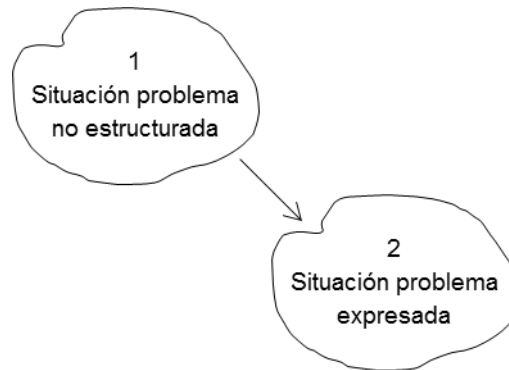 1
Situación problema
no estructurada
2
Situación problema
expresada